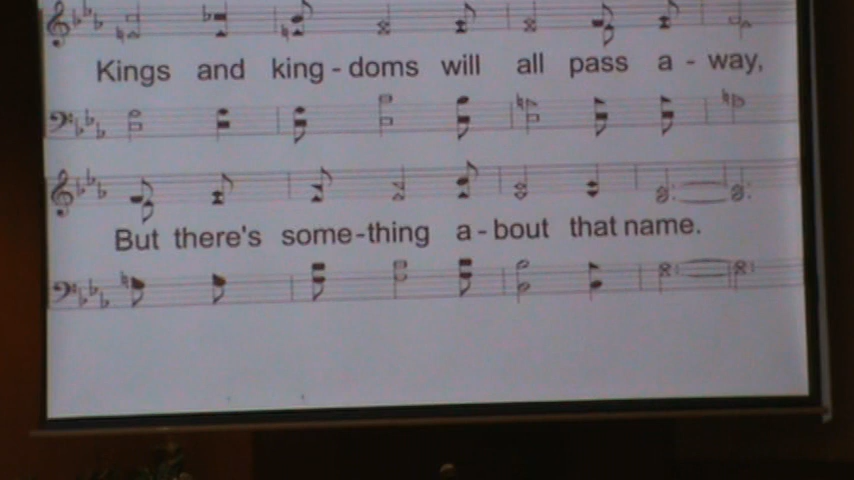 Kings and king - doms will all pass a - way,
But there's some - thing a - bout that name.